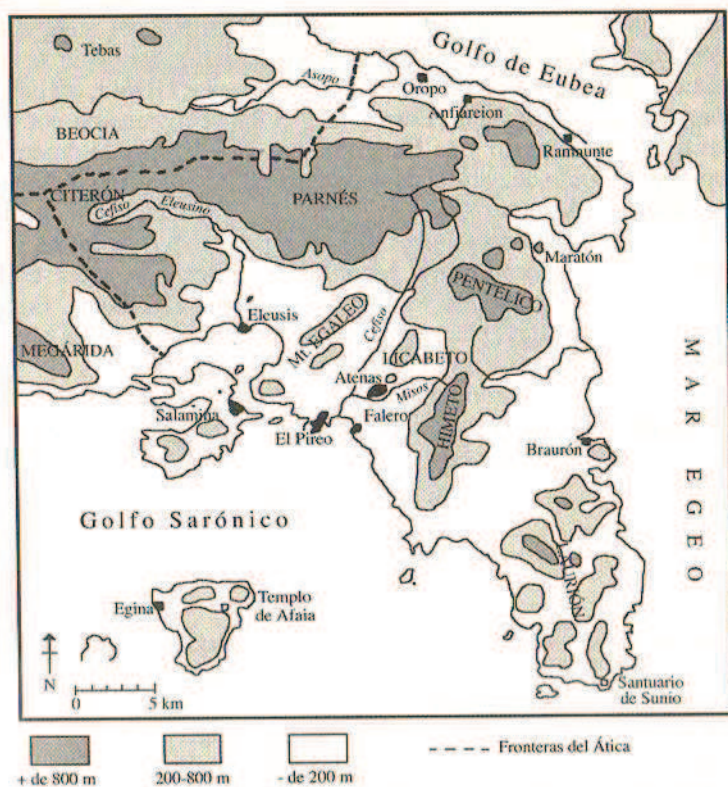 Tebas
Golfo de Eubea
Asopo
Oropo
Anfiareion
BEOCIA
Ramnunte
CITERÓN
PARNÉS
Cefiso
Eleusino
Maratón
PENTÉLICO
Eleusis
Mt. EGALEO
Cefiso
MEGÁRIDA
LICABETO
Atenas
Salamina
Falero
El Pireo
HIMETO
Braurón
MAR EGEO
Golfo Sarónico
Egina
Templo
de Afaia
N
0
5 km
Santuario
de Sunio
+ de 800 m
200-800 m
- de 200 m
Fronteras del Ática